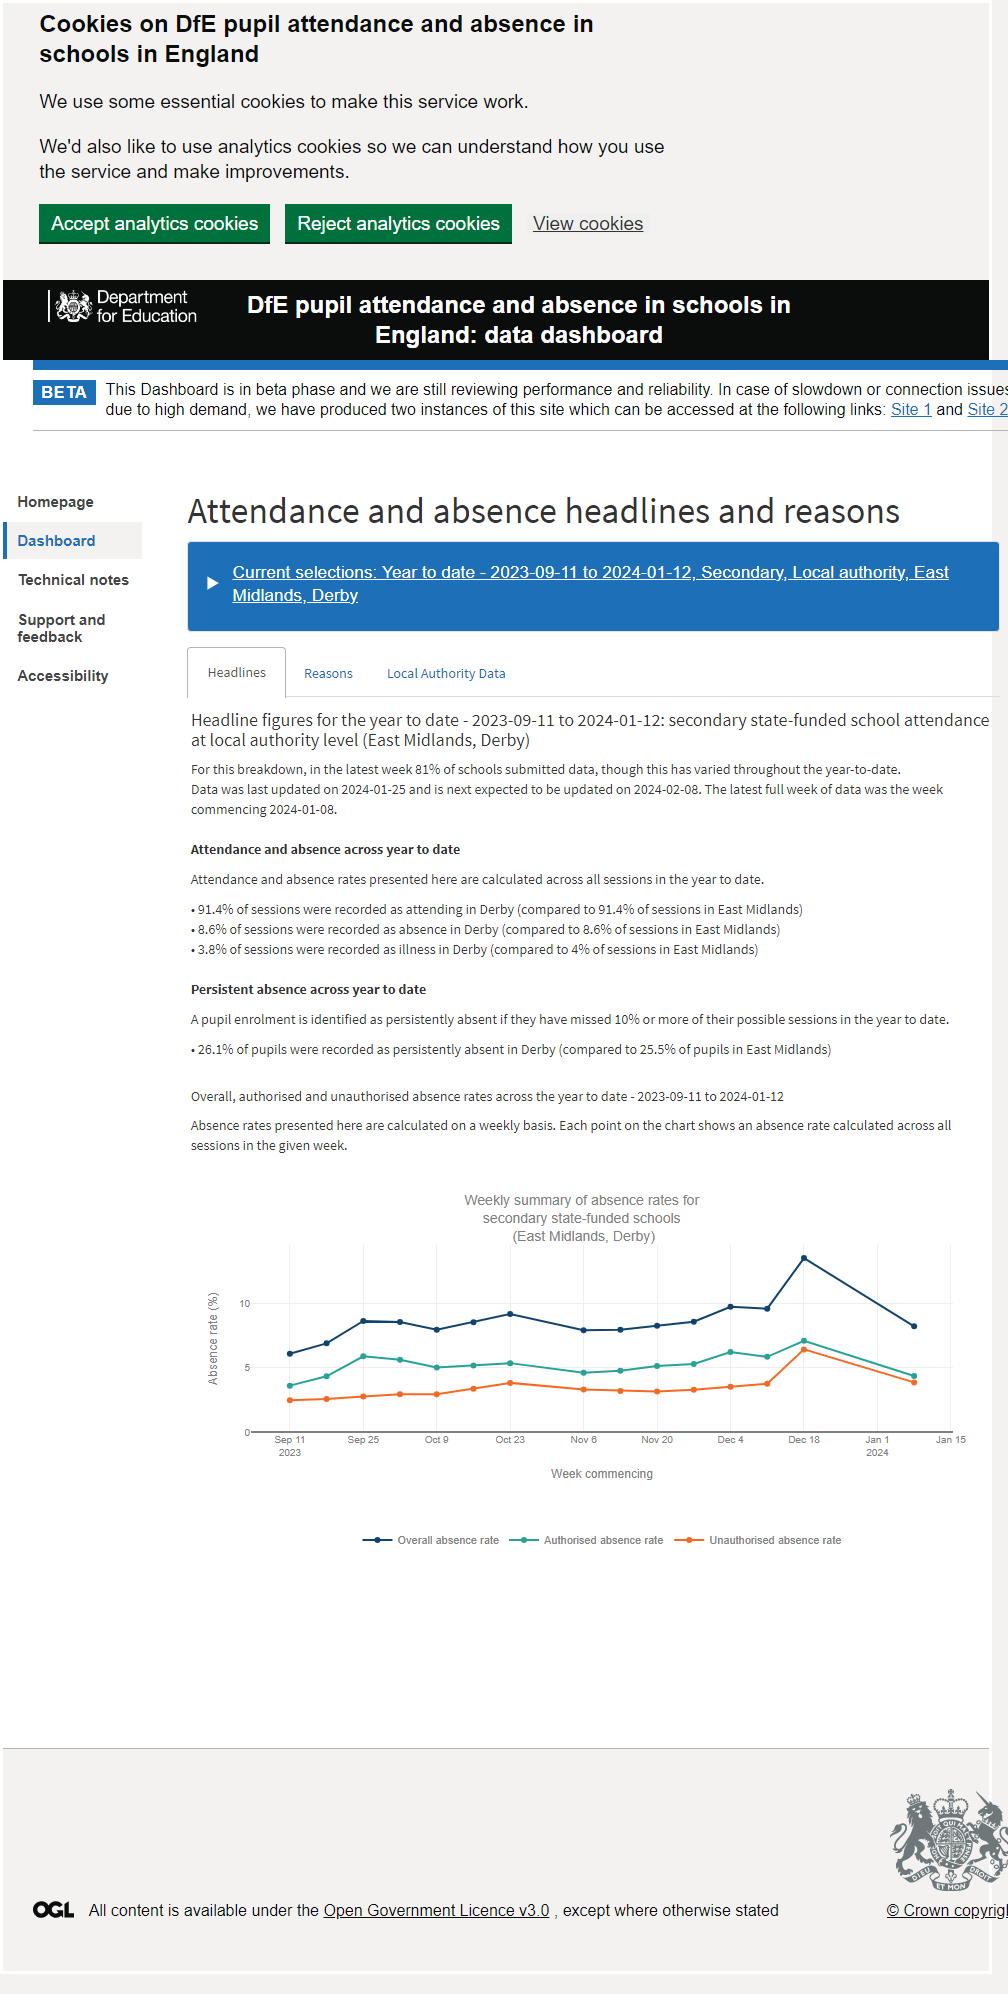 Cookies on DfE pupil attendance and absence in
schools in England
We use some essential cookies to make this service work.
We'd also like to use analytics cookies so we can understand how you use
the service and make improvements.
Accept analytics cookies
Reject analytics cookies
View cookies
Department
for Education
DfE pupil attendance and absence in schools in
England: data dashboard
BETA
This Dashboard is in beta phase and we are still reviewing performance and reliability. In case of slowdown or connection issues
due to high demand, we have produced two instances of this site which can be accessed at the following links: Site 1 and Site 2
Homepage
Dashboard
Technical notes
Support and
feedback
Accessibility
Attendance and absence headlines and reasons
Current selections: Year to date - 2023-09-11 to 2024-01-12, Secondary, Local authority, East
Midlands, Derby
Headlines
Reasons
Local Authority Data
Headline figures for the year to date - 2023-09-11 to 2024-01-12: secondary state-funded school attendance
at local authority level (East Midlands, Derby)
For this breakdown, in the latest week 81% of schools submitted data, though this has varied throughout the year-to-date.
Data was last updated on 2024-01-25 and is next expected to be updated on 2024-02-08. The latest full week of data was the week
commencing 2024-01-08.
Attendance and absence across year to date
Attendance and absence rates presented here are calculated across all sessions in the year to date.
• 91.4% of sessions were recorded as attending in Derby (compared to 91.4% of sessions in East Midlands)
• 8.6% of sessions were recorded as absence in Derby (compared to 8.6% of sessions in East Midlands)
• 3.8% of sessions were recorded as illness in Derby (compared to 4% of sessions in East Midlands)
Persistent absence across year to date
A pupil enrolment is identified as persistently absent if they have missed 10% or more of their possible sessions in the year to date.
• 26.1% of pupils were recorded as persistently absent in Derby (compared to 25.5% of pupils in East Midlands)
Overall, authorised and unauthorised absence rates across the year to date - 2023-09-11 to 2024-01-12
Absence rates presented here are calculated on a weekly basis. Each point on the chart shows an absence rate calculated across all
sessions in the given week.
Weekly summary of absence rates for
secondary state-funded schools
(East Midlands, Derby)
Absence rate (%)
10
5
0
Sep 11 Sep 25 Oct 9 Oct 23 Nov 6 Nov 20 Dec 4 Dec 18 Jan 1 Jan 15
2023 2024
Week commencing
Overall absence rate Authorised absence rate Unauthorised absence rate
DIEU ET MON DROIT
OGL All content is available under the Open Government Licence v3.0 , except where otherwise stated
© Crown copyrigh